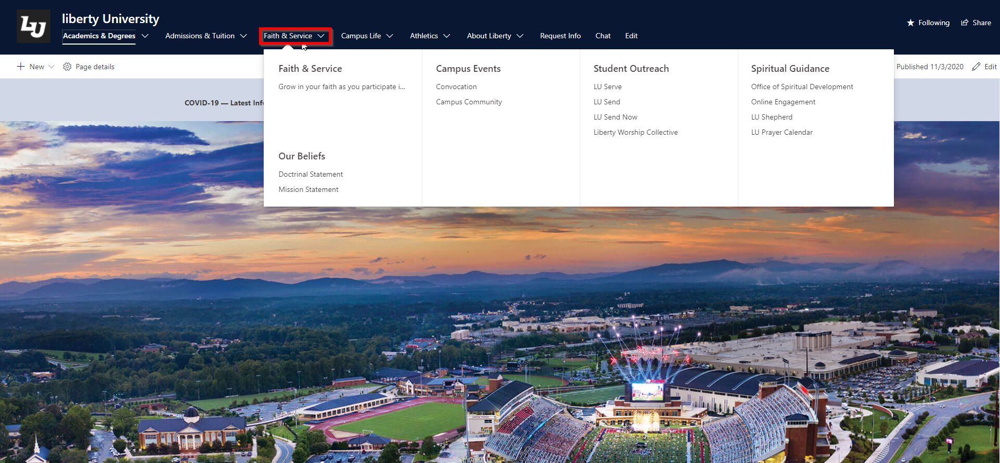 LU
liberty University
Academics & Degrees
Admissions & Tuition
Faith & Service
Campus Life
Athletics
About Liberty
Request Info
Chat
Edit
Following
Share
New
Page details
Published 11/3/2020
Edit
COVID-19 — Latest Inf
Faith & Service
Grow in your faith as you participate i...
Our Beliefs
Doctrinal Statement
Mission Statement
Campus Events
Convocation
Campus Community
Student Outreach
LU Serve
LU Send
LU Send Now
Liberty Worship Collective
Spiritual Guidance
Office of Spiritual Development
Online Engagement
LU Shepherd
LU Prayer Calendar